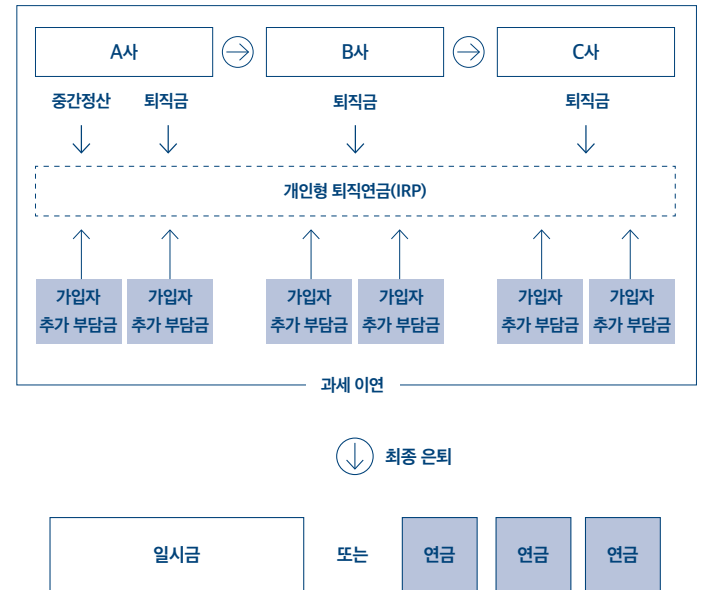 A사
B사
C사
중간정산
퇴직금
퇴직금
퇴직금
개인형 퇴직연금(IRP)
가입자
추가 부담금
가입자
추가 부담금
가입자
추가 부담금
가입자
추가 부담금
가입자
추가 부담금
가입자
추가 부담금
과세 이연
최종 은퇴
일시금
또는
연금
연금
연금